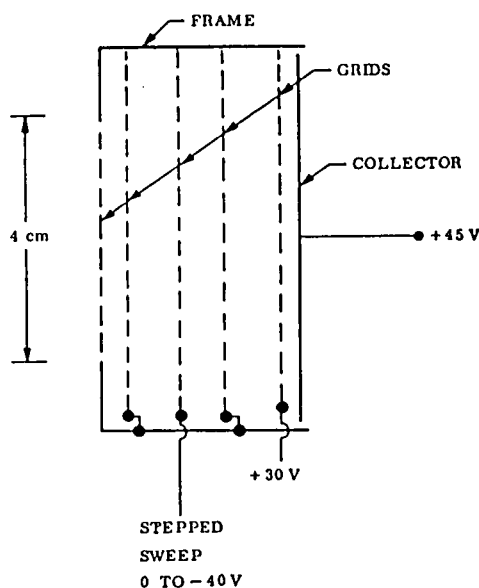 FRAME
GRIDS
COLLECTOR
4 cm
+45 V
+30 V
STEPPED
SWEEP
0 TO -40 V